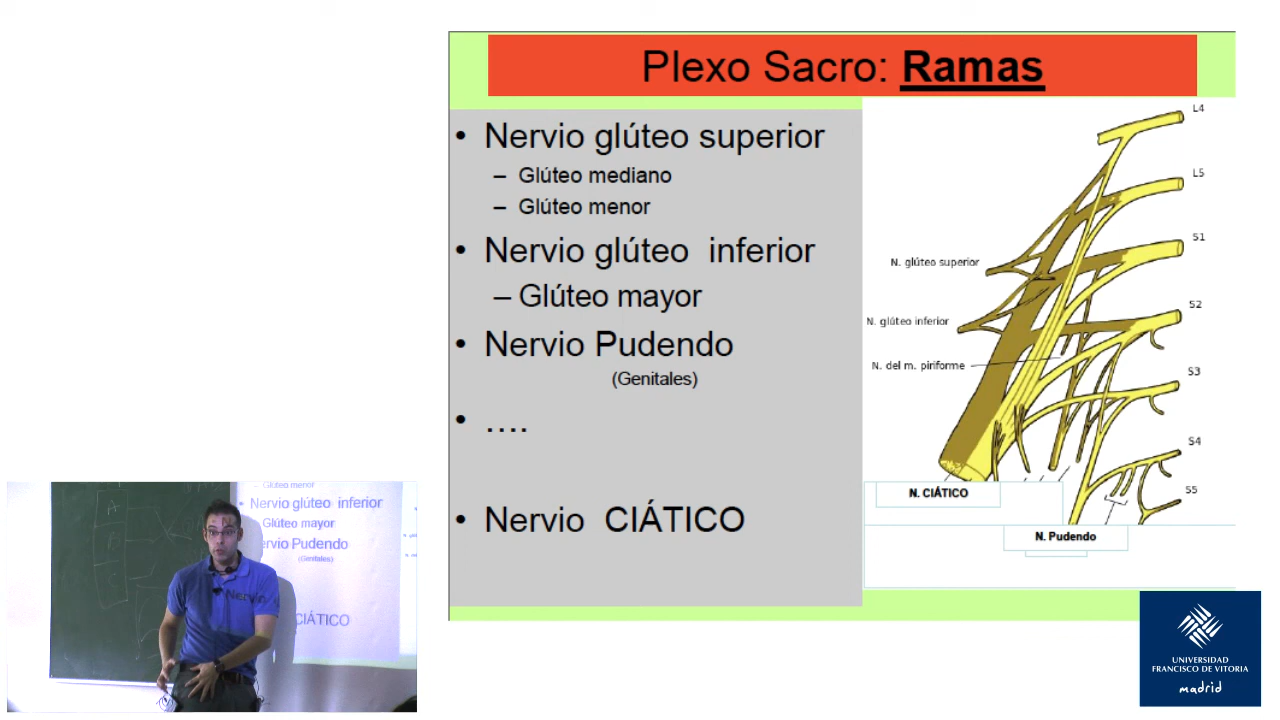 Plexo Sacro: Ramas
• Nervio glúteo superior
– Glúteo mediano
– Glúteo menor
• Nervio glúteo inferior
– Glúteo mayor
• Nervio Pudendo
(Genitales)
• ….
• Nervio CIÁTICO
L4
L5
S1
N. glúteo superior
S2
N. glúteo inferior
N. del m. piriforme
S3
S4
S5
N. CIÁTICO
N. Pudendo
Glúteo menor
• Nervio glúteo inferior
Glúteo mayor
ervio Pudendo
(Genitales)
Nervio
CIÁTICO
A
B
C
UNIVERSIDAD
FRANCISCO DE VITORIA
madrid